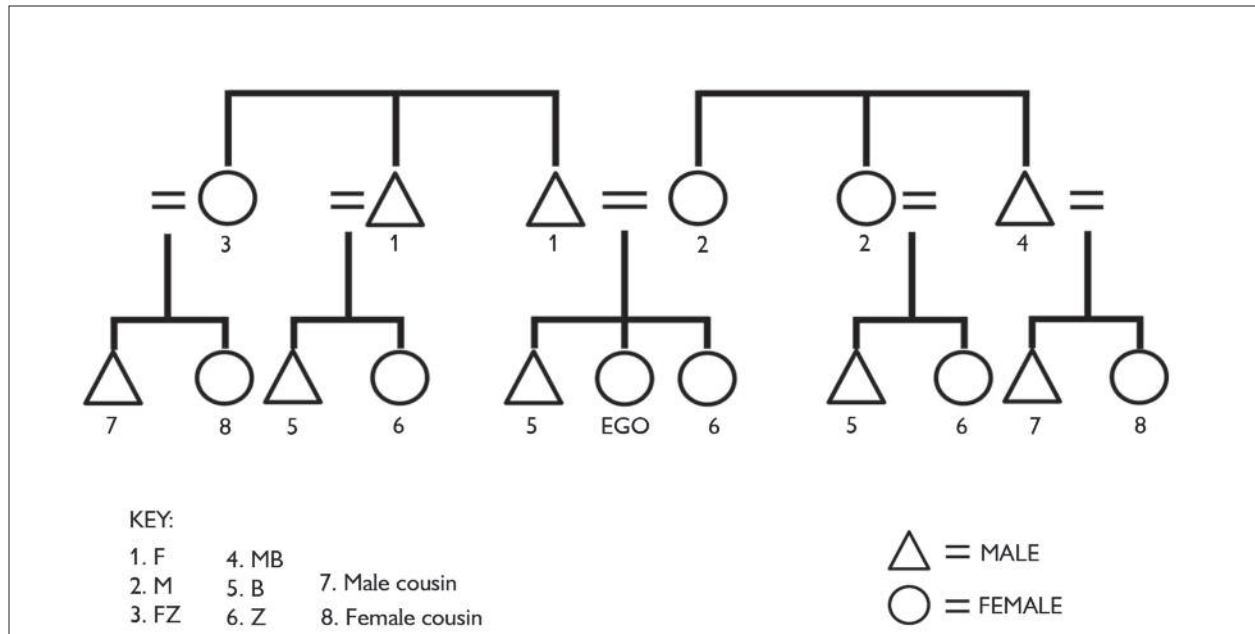 3 1 1 2 2 4
7 8 5 6 5 EGO 6 5 6 7 8
KEY:
1. F
2. M
3. FZ
4. MB
5. B
6. Z
7. Male cousin
8. Female cousin
= MALE
= FEMALE